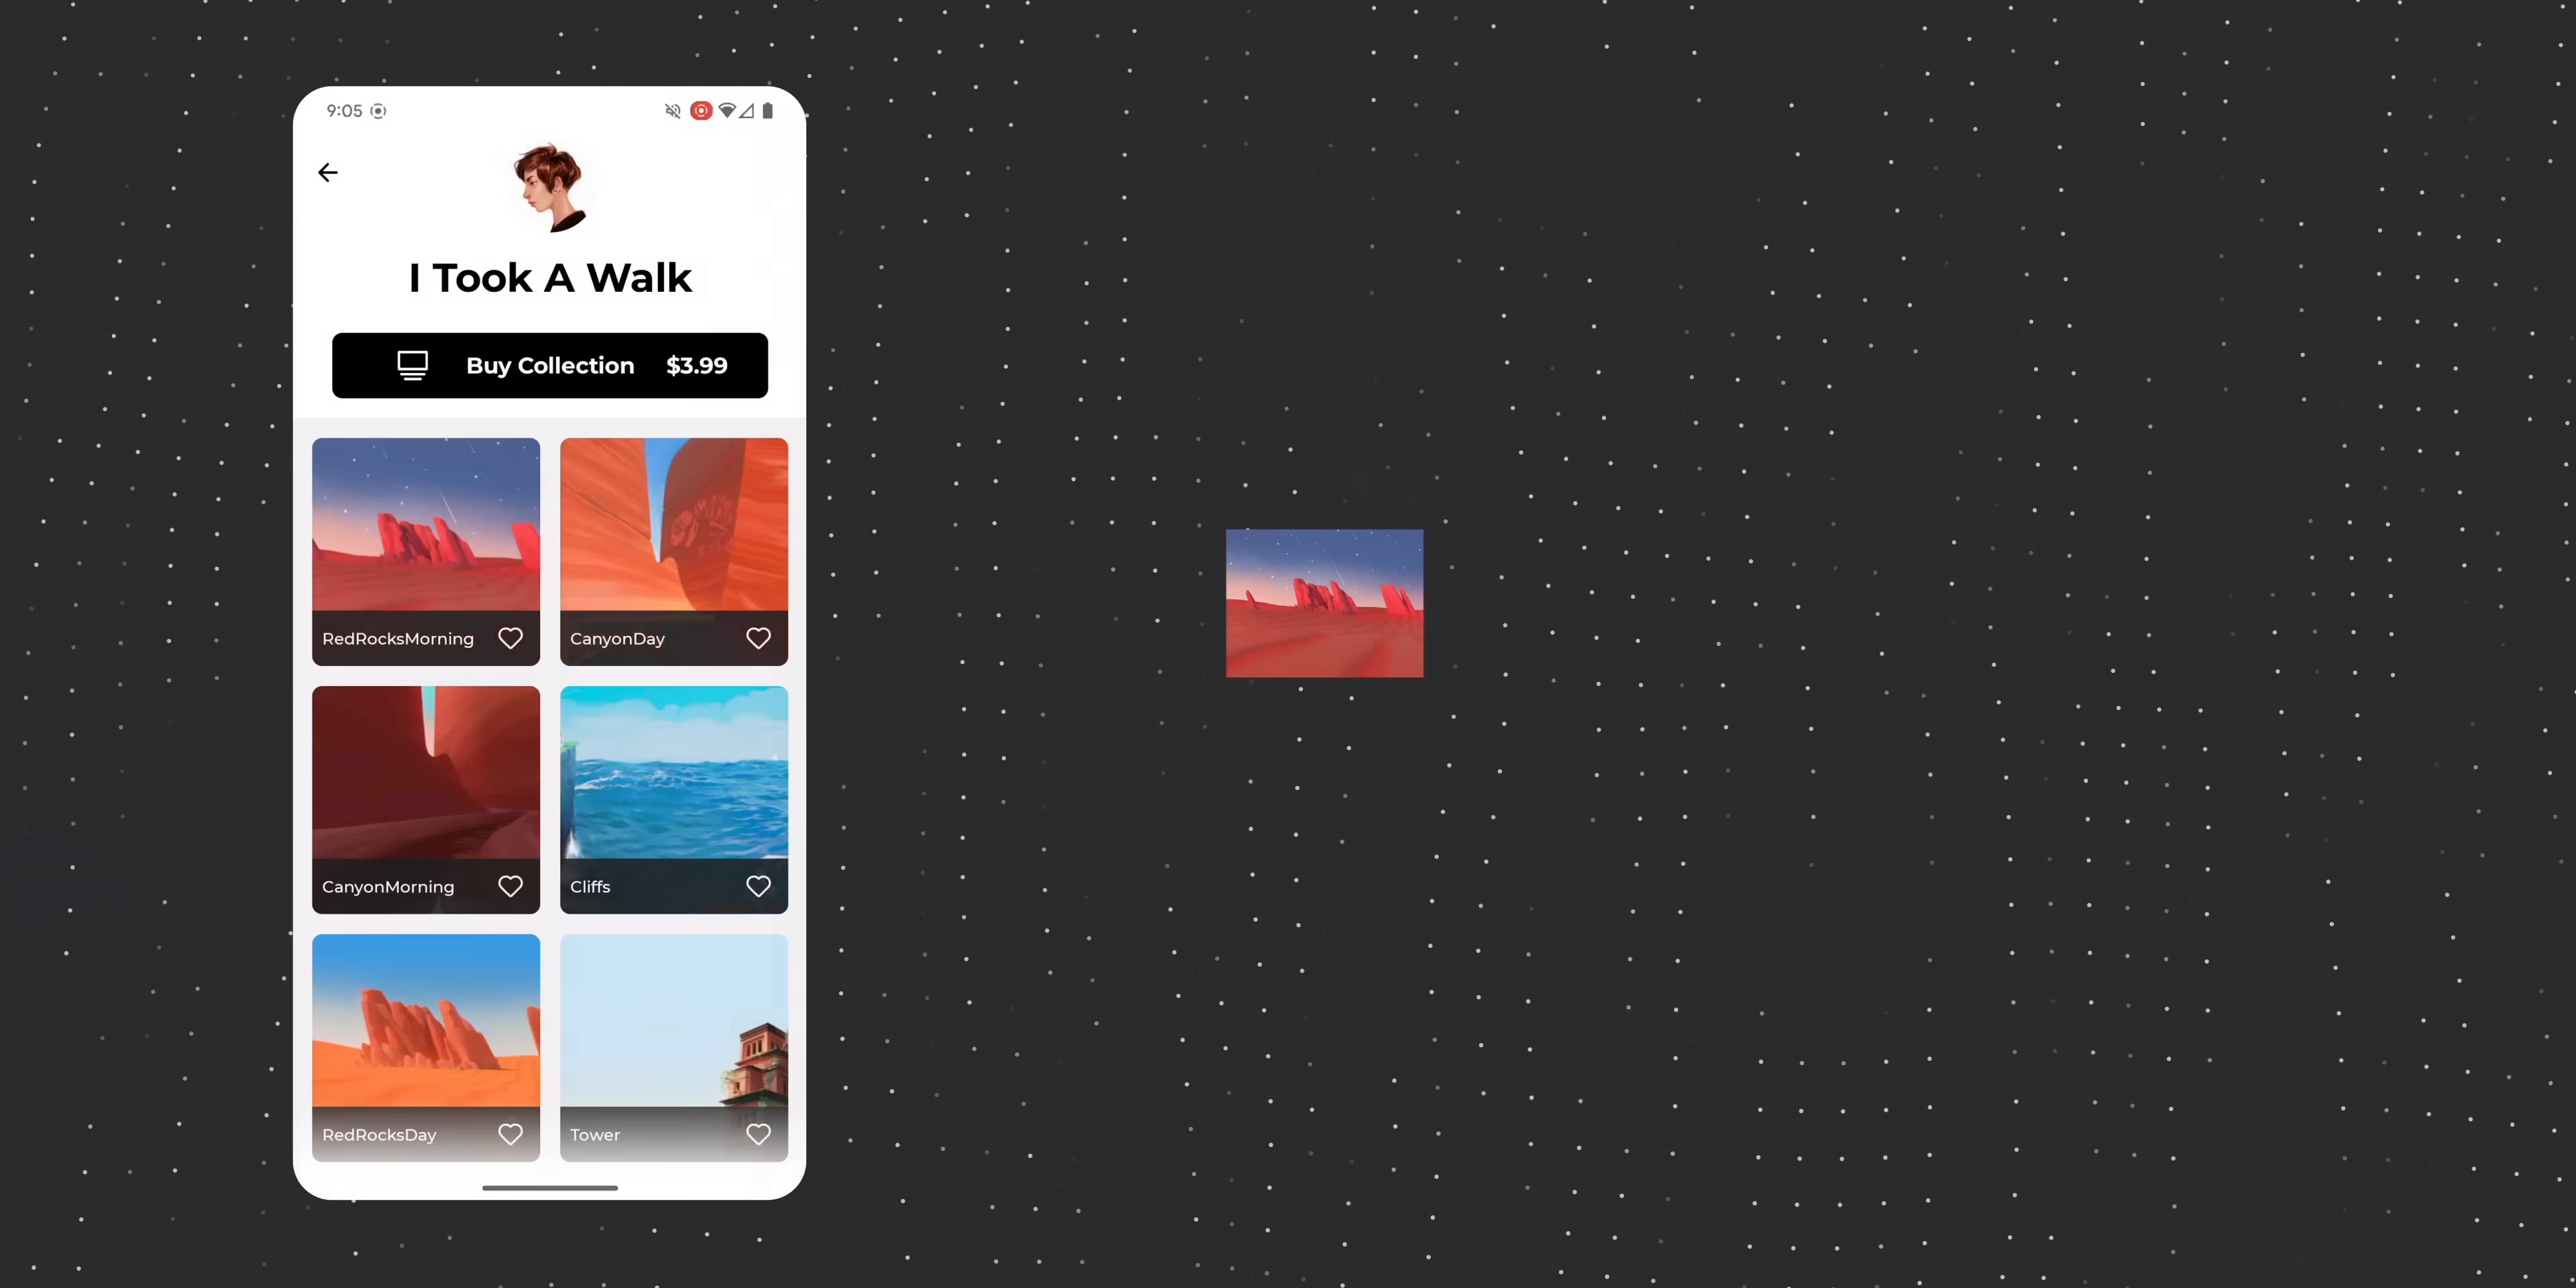 9:05
I Took A Walk
Buy Collection $3.99
RedRocksMorning
CanyonDay
CanyonMorning
Cliffs
RedRocksDay
Tower